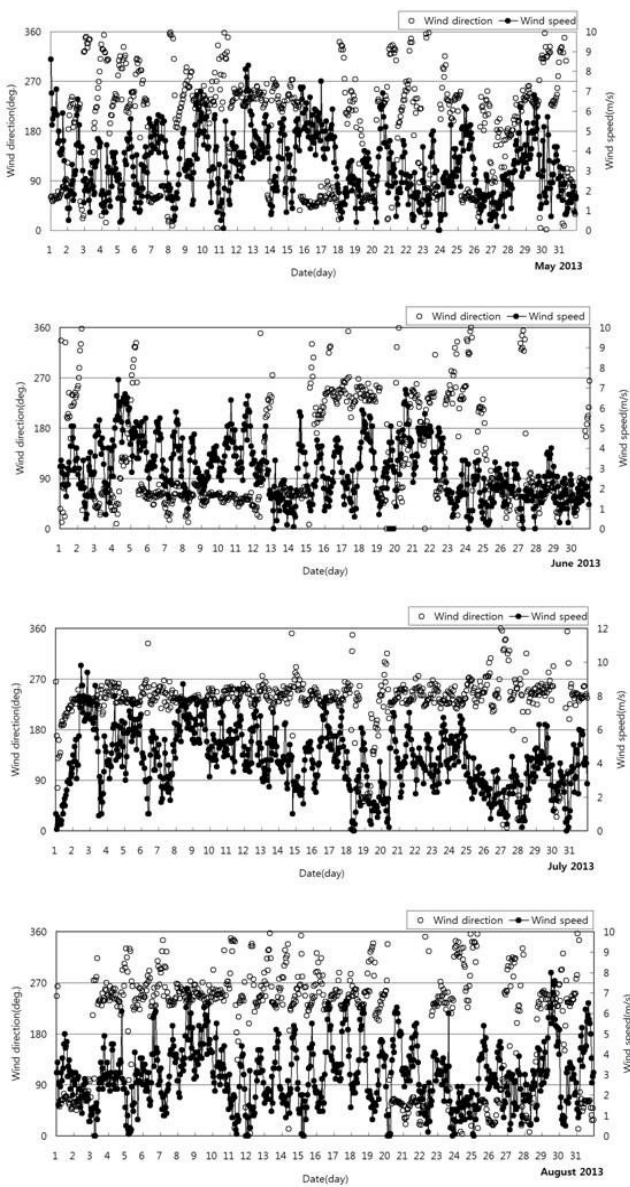 Wind direction Wind speed
360 10
9
8
270
7
6
180 5
4
3
90
2
1
0 0
Wind direction(deg.)
Wind speed(m/s)
1 2 3 4 5 6 7 8 9 10 11 12 13 14 15 16 17 18 19 20 21 22 23 24 25 26 27 28 29 30 31
Date(day)
May 2013
Wind direction Wind speed
360 10
9
8
270
7
6
180 5
4
3
90
2
1
0 0
Wind direction(deg.)
Wind speed(m/s)
1 2 3 4 5 6 7 8 9 10 11 12 13 14 15 16 17 18 19 20 21 22 23 24 25 26 27 28 29 30
Date(day)
June 2013
Wind direction Wind speed
360 12
10
270
8
180 6
4
90
2
0 0
Wind direction(deg.)
Wind speed(m/s)
1 2 3 4 5 6 7 8 9 10 11 12 13 14 15 16 17 18 19 20 21 22 23 24 25 26 27 28 29 30 31
Date(day)
July 2013
Wind direction Wind speed
360 10
9
8
270
7
6
180 5
4
3
90
2
1
0 0
Wind direction(deg.)
Wind speed(m/s)
1 2 3 4 5 6 7 8 9 10 11 12 13 14 15 16 17 18 19 20 21 22 23 24 25 26 27 28 29 30 31
Date(day)
August 2013